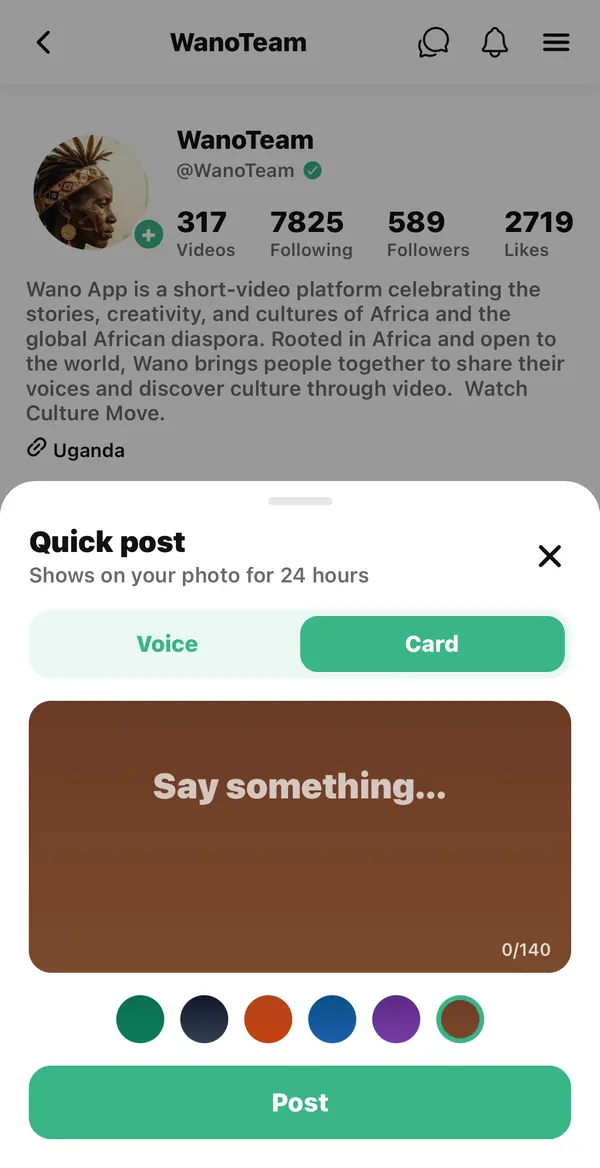 WanoTeam
WanoTeam
@WanoTeam
317 7825 589 2719
Videos Following Followers Likes
Wano App is a short-video platform celebrating the
stories, creativity, and cultures of Africa and the
global African diaspora. Rooted in Africa and open to
the world, Wano brings people together to share their
voices and discover culture through video.  Watch
Culture Move.
Uganda
Quick post
Shows on your photo for 24 hours
Voice Card
Say something...
0/140
Post